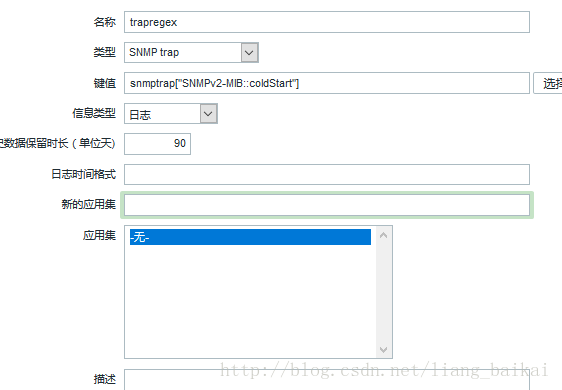 名称 trapregex
类型 SNMP trap
键值 snmptrap["SNMPv2-MIB::coldStart"] 选择
信息类型 日志
史数据保留时长（单位天) 90
日志时间格式
新的应用集
应用集 -无-
http://blog.csdn.net/liang_baikai
描述